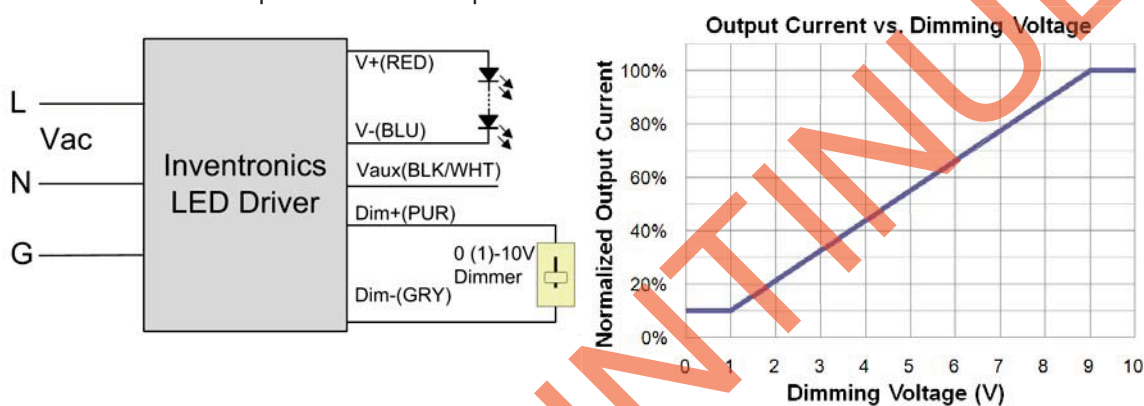 L
Vac
N
G
Inventronics
LED Driver
V+(RED)
V-(BLU)
Vaux(BLK/WHT)
Dim+(PUR)
0 (1)-10V
Dimmer
Dim-(GRY)
Output Current vs. Dimming Voltage
Normalized Output Current
100%
80%
60%
40%
20%
0%
0 1 2 3 4 5 6 7 8 9 10
Dimming Voltage (V)